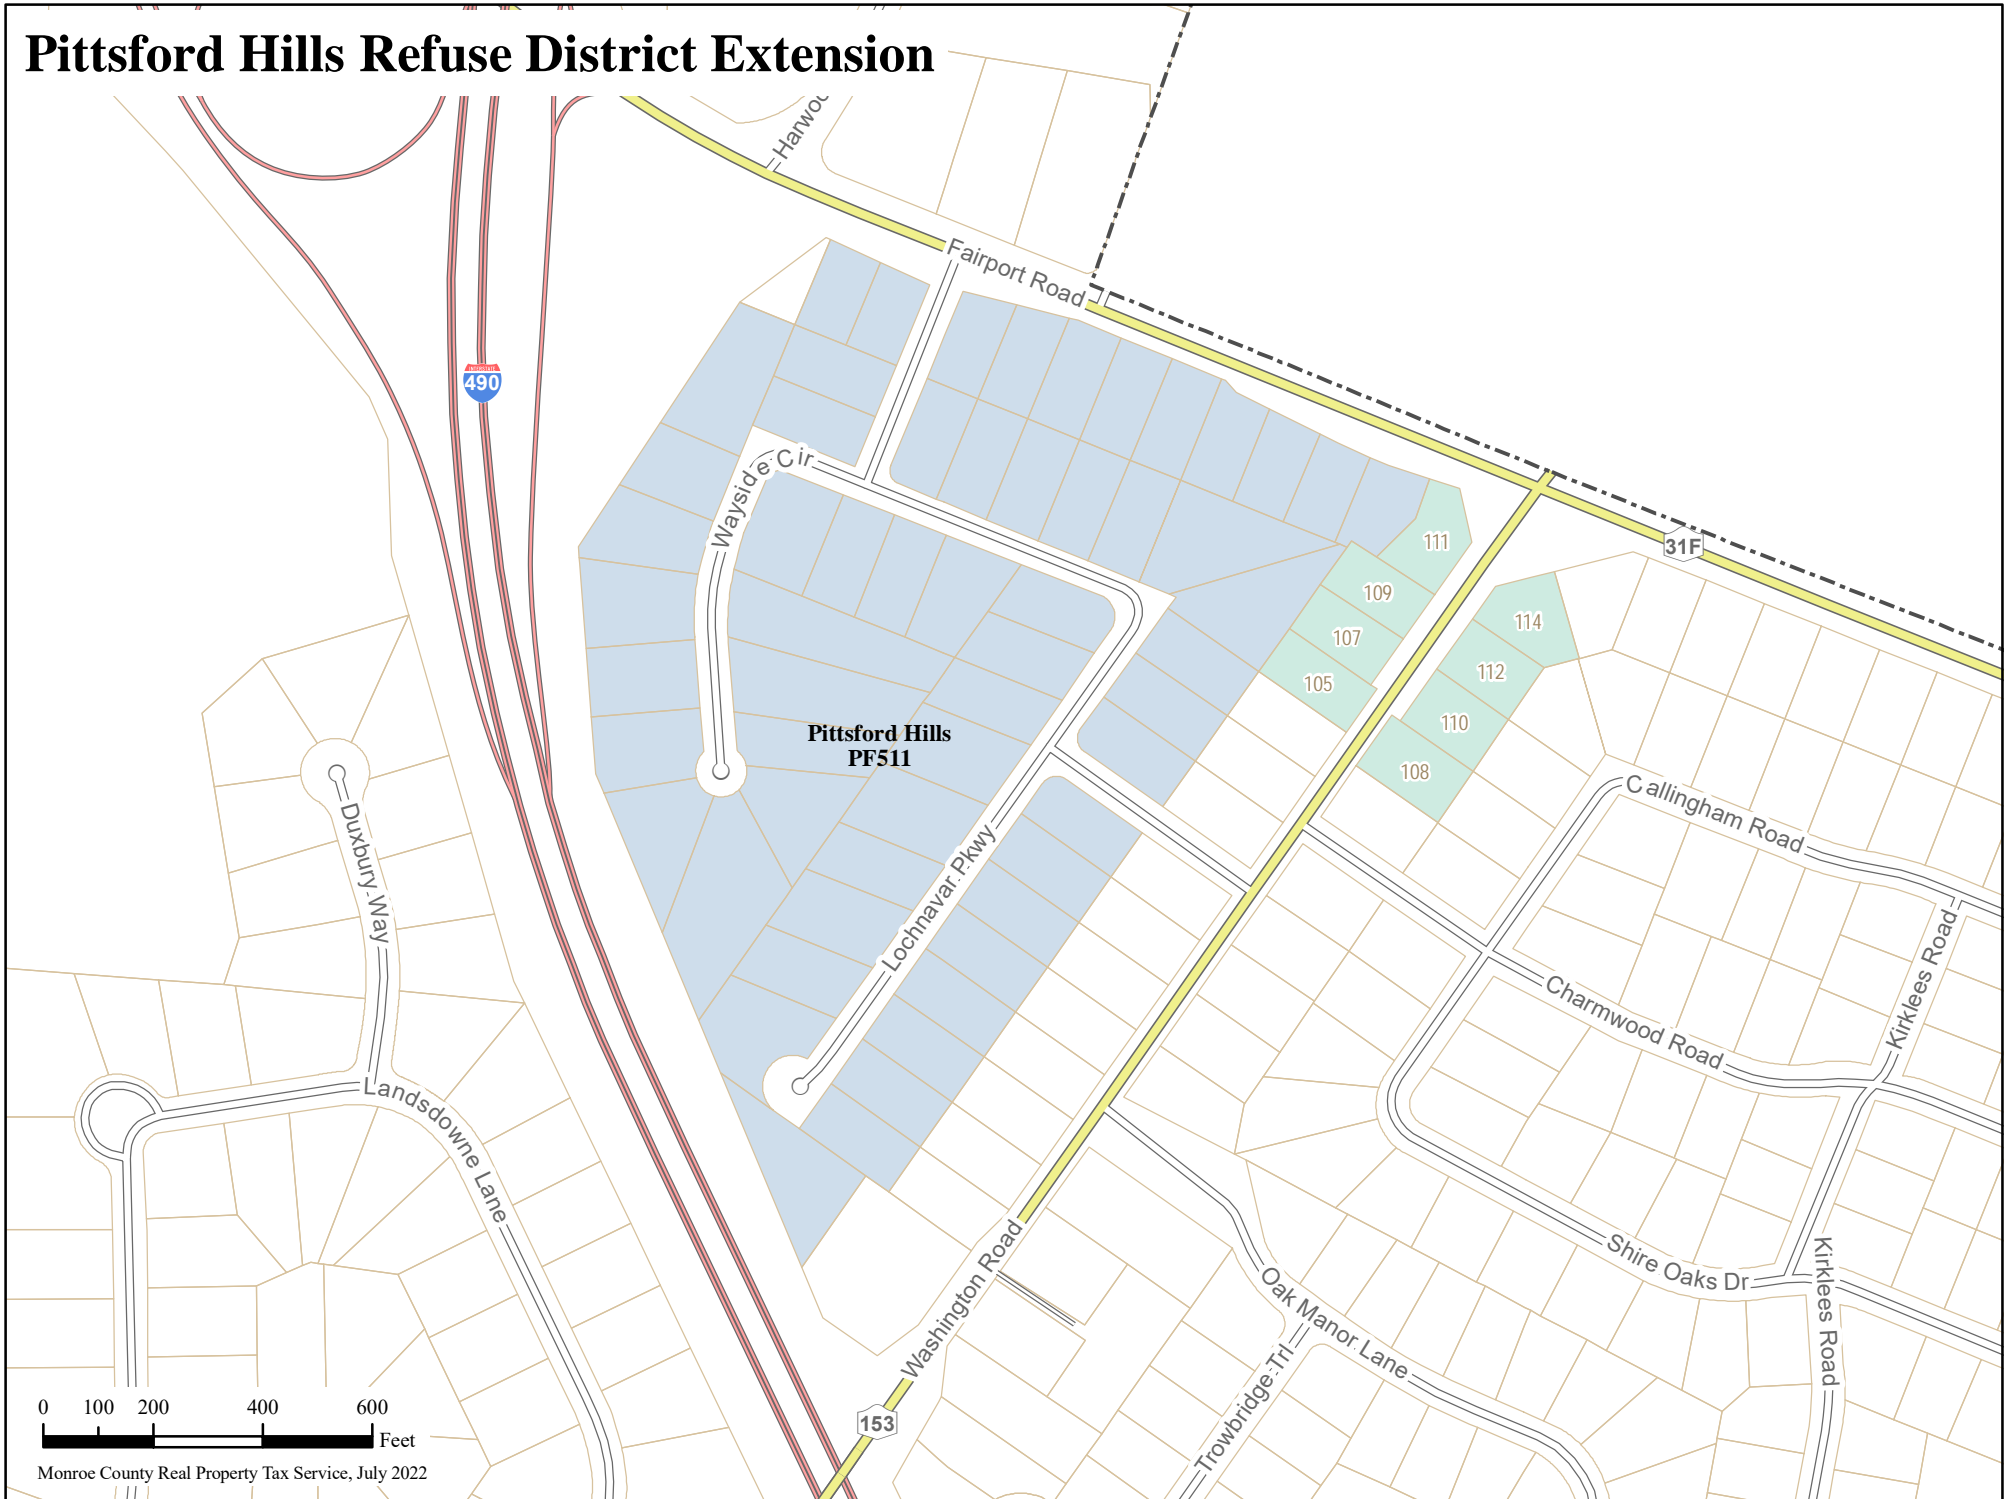 Pittsford Hills Refuse District Extension
Fairport Road
INTERSTATE
490
Wayside Cir
111
31F
109
114
107
112
105
110
Pittsford Hills
PF511
108
Callingham Road
Duxbury Way
Lochnavar Pkwy
Kirklees Road
Charmwood Road
Landsdowne Lane
Shire Oaks Dr
Kirklees Road
Oak Manor Lane
Washington Road
Trowbridge Trl
153
0 100 200 400 600
Feet
Monroe County Real Property Tax Service, July 2022